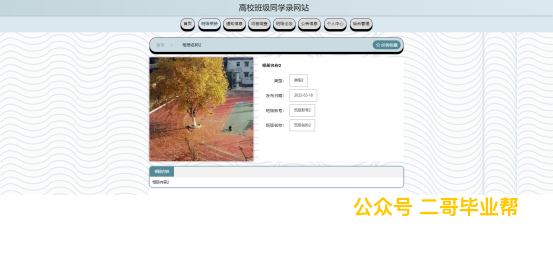 高校班级同学录网站
首页 班级相册 通知信息 问卷调查 班级论坛 公告信息 个人中心 后台管理
首页 相册名称2 点我收藏
相册名称2
类型： 类型2
发布日期： 2022-03-18
班级账号： 班级账号2
班级名称： 班级名称2
相册内容
相册内容2
公众号 二哥毕业帮